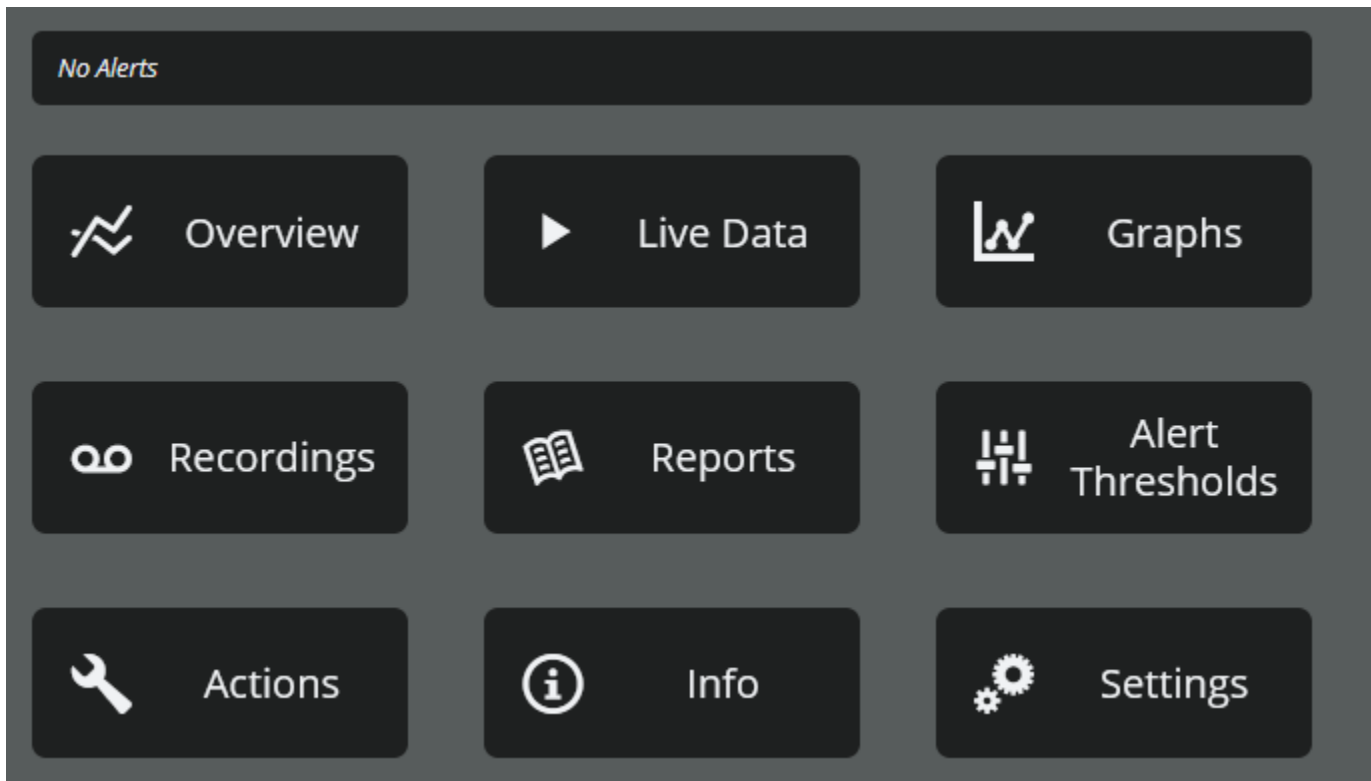 No Alerts
Overview
Live Data
Graphs
Recordings
Reports
Alert
Thresholds
Actions
Info
Settings